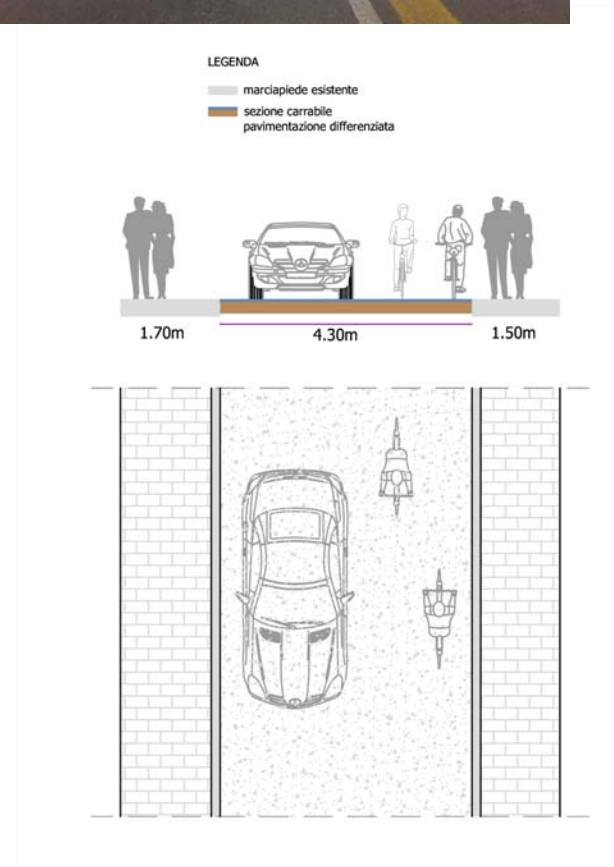 LEGENDA
marciapiede esistente
sezione carrabile
pavimentazione differenziata
1.70m
4.30m
1.50m